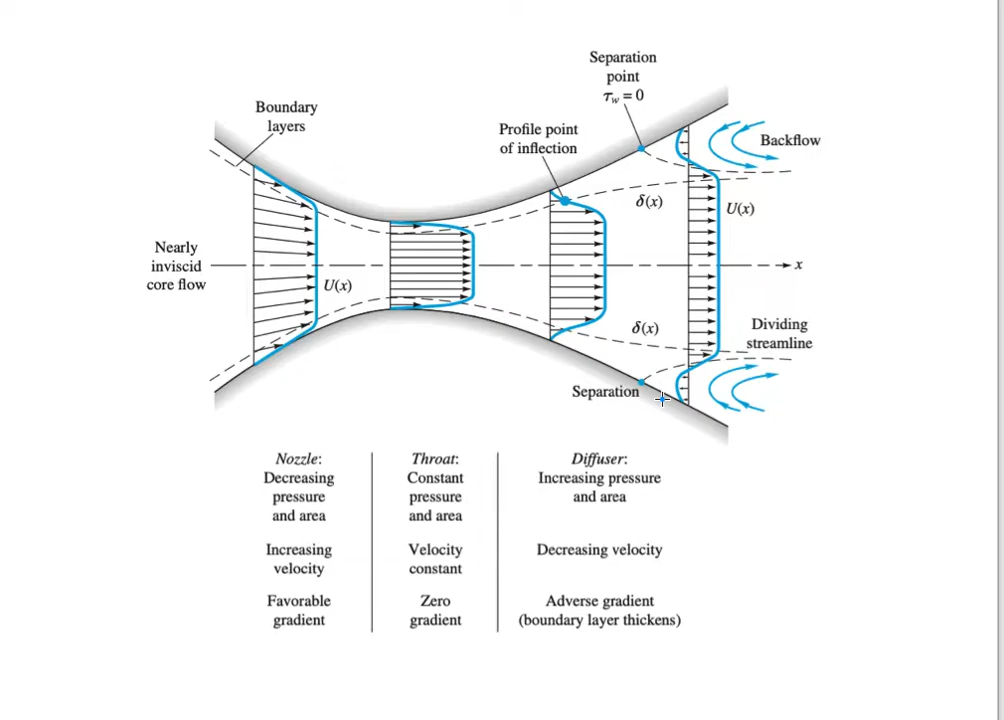 Separation
point
τw = 0
Boundary
layers
Profile point
of inflection
Backflow
δ(x)
U(x)
Nearly
inviscid
core flow
x
U(x)
δ(x)
Dividing
streamline
Separation
Nozzle:
Decreasing
pressure
and area
Increasing
velocity
Favorable
gradient
Throat:
Constant
pressure
and area
Velocity
constant
Zero
gradient
Diffuser:
Increasing pressure
and area
Decreasing velocity
Adverse gradient
(boundary layer thickens)